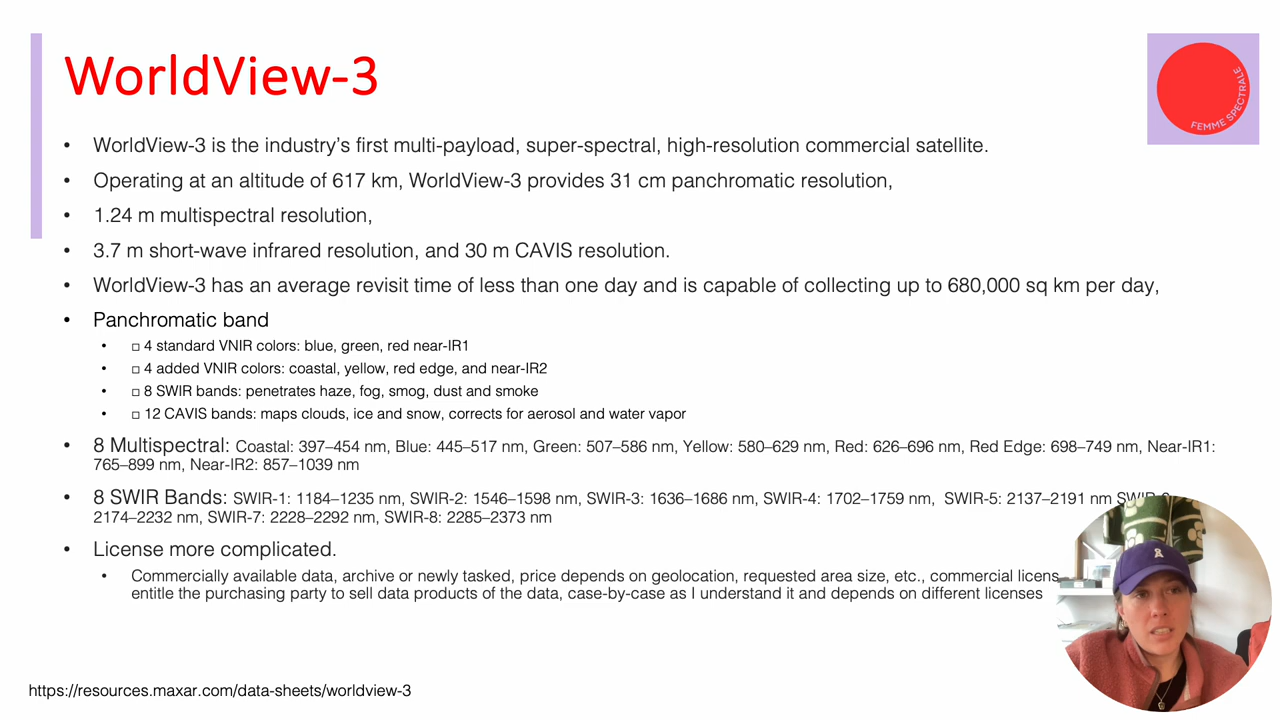 WorldView-3
FEMME SPECTRALE
• WorldView-3 is the industry’s first multi-payload, super-spectral, high-resolution commercial satellite.
• Operating at an altitude of 617 km, WorldView-3 provides 31 cm panchromatic resolution,
• 1.24 m multispectral resolution,
• 3.7 m short-wave infrared resolution, and 30 m CAVIS resolution.
• WorldView-3 has an average revisit time of less than one day and is capable of collecting up to 680,000 sq km per day,
• Panchromatic band
• □ 4 standard VNIR colors: blue, green, red near-IR1
• □ 4 added VNIR colors: coastal, yellow, red edge, and near-IR2
• □ 8 SWIR bands: penetrates haze, fog, smog, dust and smoke
• □ 12 CAVIS bands: maps clouds, ice and snow, corrects for aerosol and water vapor
• 8 Multispectral: Coastal: 397–454 nm, Blue: 445–517 nm, Green: 507–586 nm, Yellow: 580–629 nm, Red: 626–696 nm, Red Edge: 698–749 nm, Near-IR1:
765–899 nm, Near-IR2: 857–1039 nm
• 8 SWIR Bands: SWIR-1: 1184–1235 nm, SWIR-2: 1546–1598 nm, SWIR-3: 1636–1686 nm, SWIR-4: 1702–1759 nm, SWIR-5: 2137–2191 nm
2174–2232 nm, SWIR-7: 2228–2292 nm, SWIR-8: 2285–2373 nm
• License more complicated.
• Commercially available data, archive or newly tasked, price depends on geolocation, requested area size, etc., commercial licens
entitle the purchasing party to sell data products of the data, case-by-case as I understand it and depends on different licenses
https://resources.maxar.com/data-sheets/worldview-3